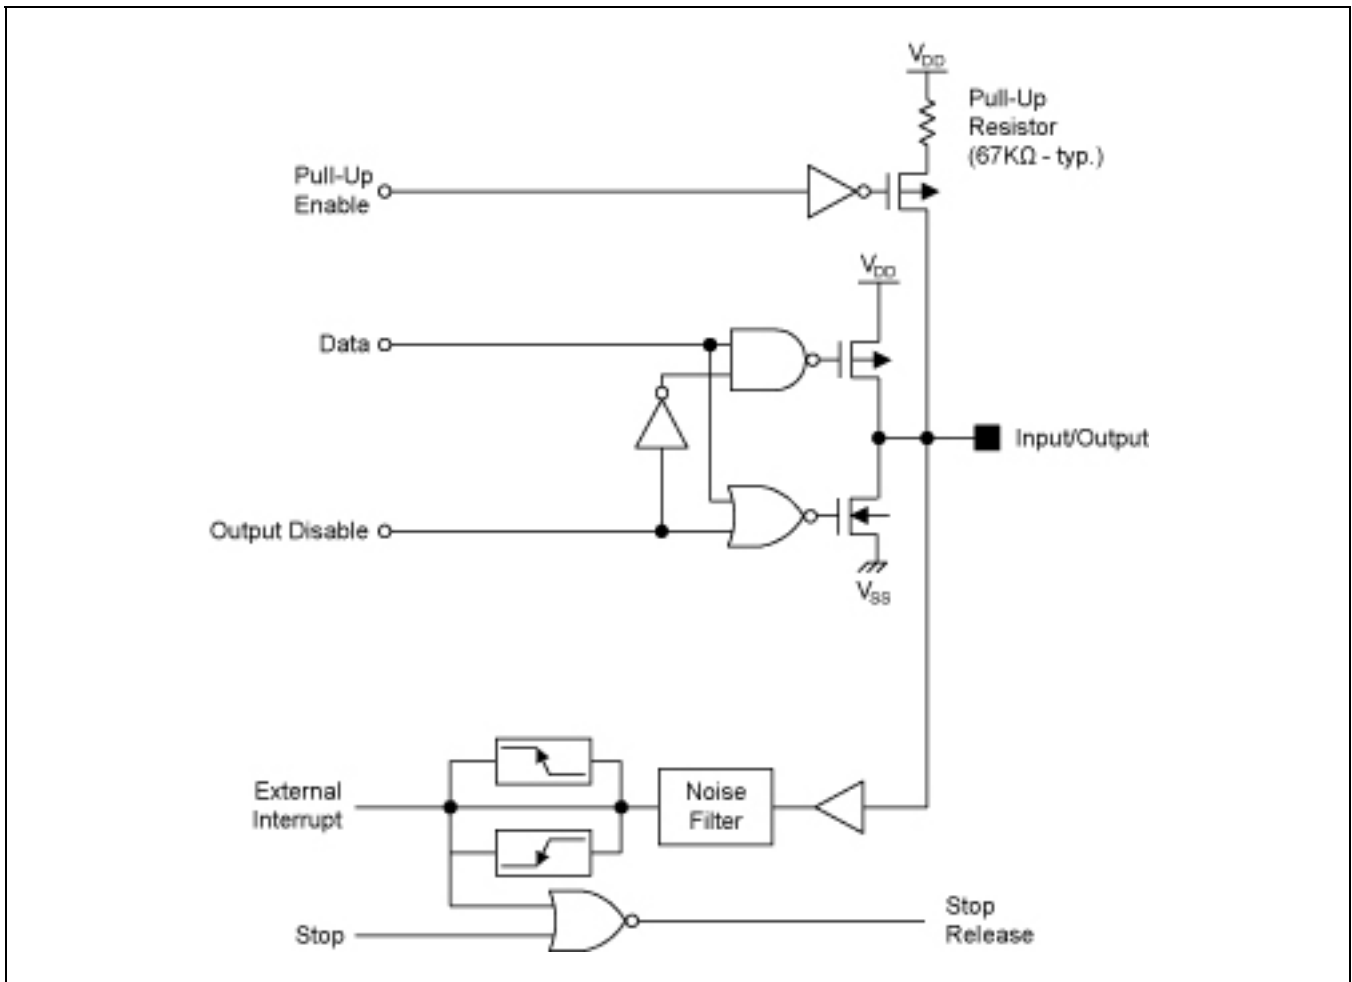 VDD
Pull-Up
Resistor
(67KΩ - typ.)
Pull-Up
Enable
VDD
Data
Input/Output
Output Disable
VSS
External
Interrupt
Noise
Filter
Stop
Stop
Release